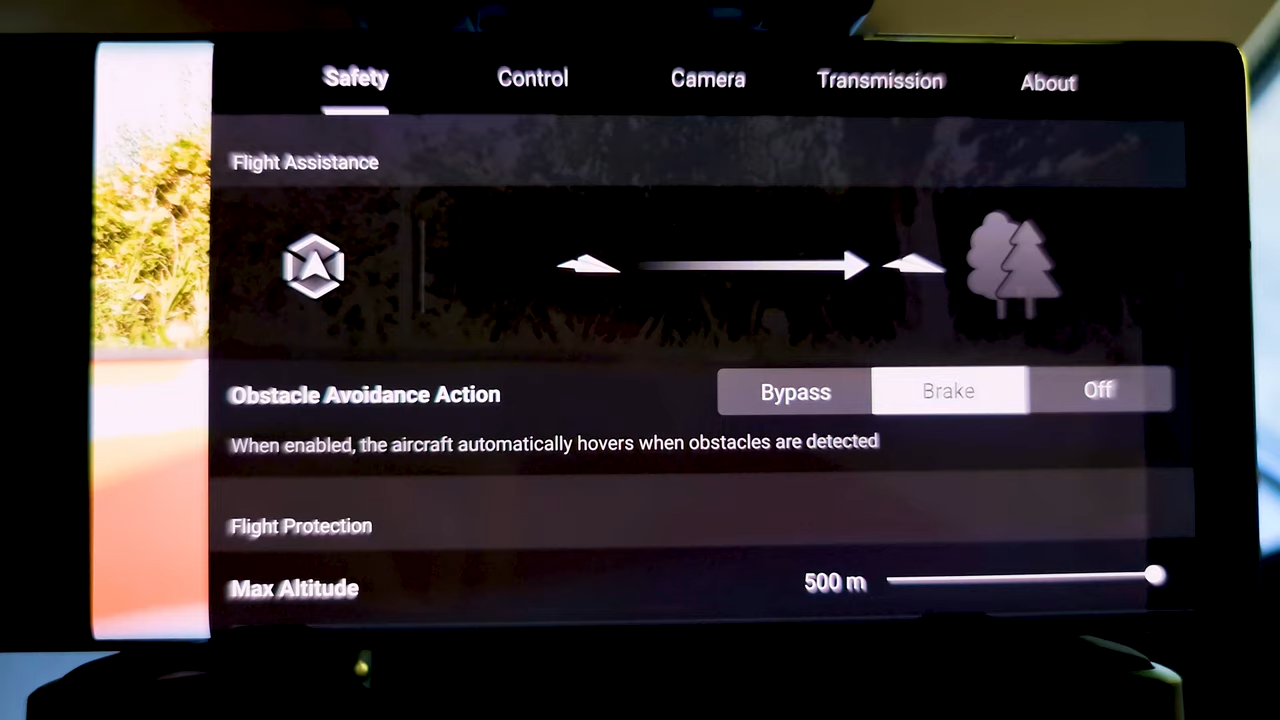 Safety Control Camera Transmission About
Flight Assistance
Obstacle Avoidance Action Bypass Brake Off
When enabled, the aircraft automatically hovers when obstacles are detected
Flight Protection
Max Altitude 500 m